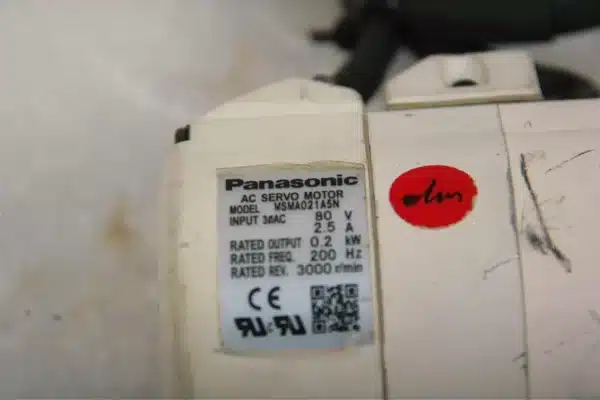 Panasonic
AC SERVO MOTOR
MODEL MSMA021A5N
INPUT 3ØAC 80 V
2.5 A
RATED OUTPUT 0.2 kW
RATED FREQ. 200 Hz
RATED REV. 3000 r/min
CE